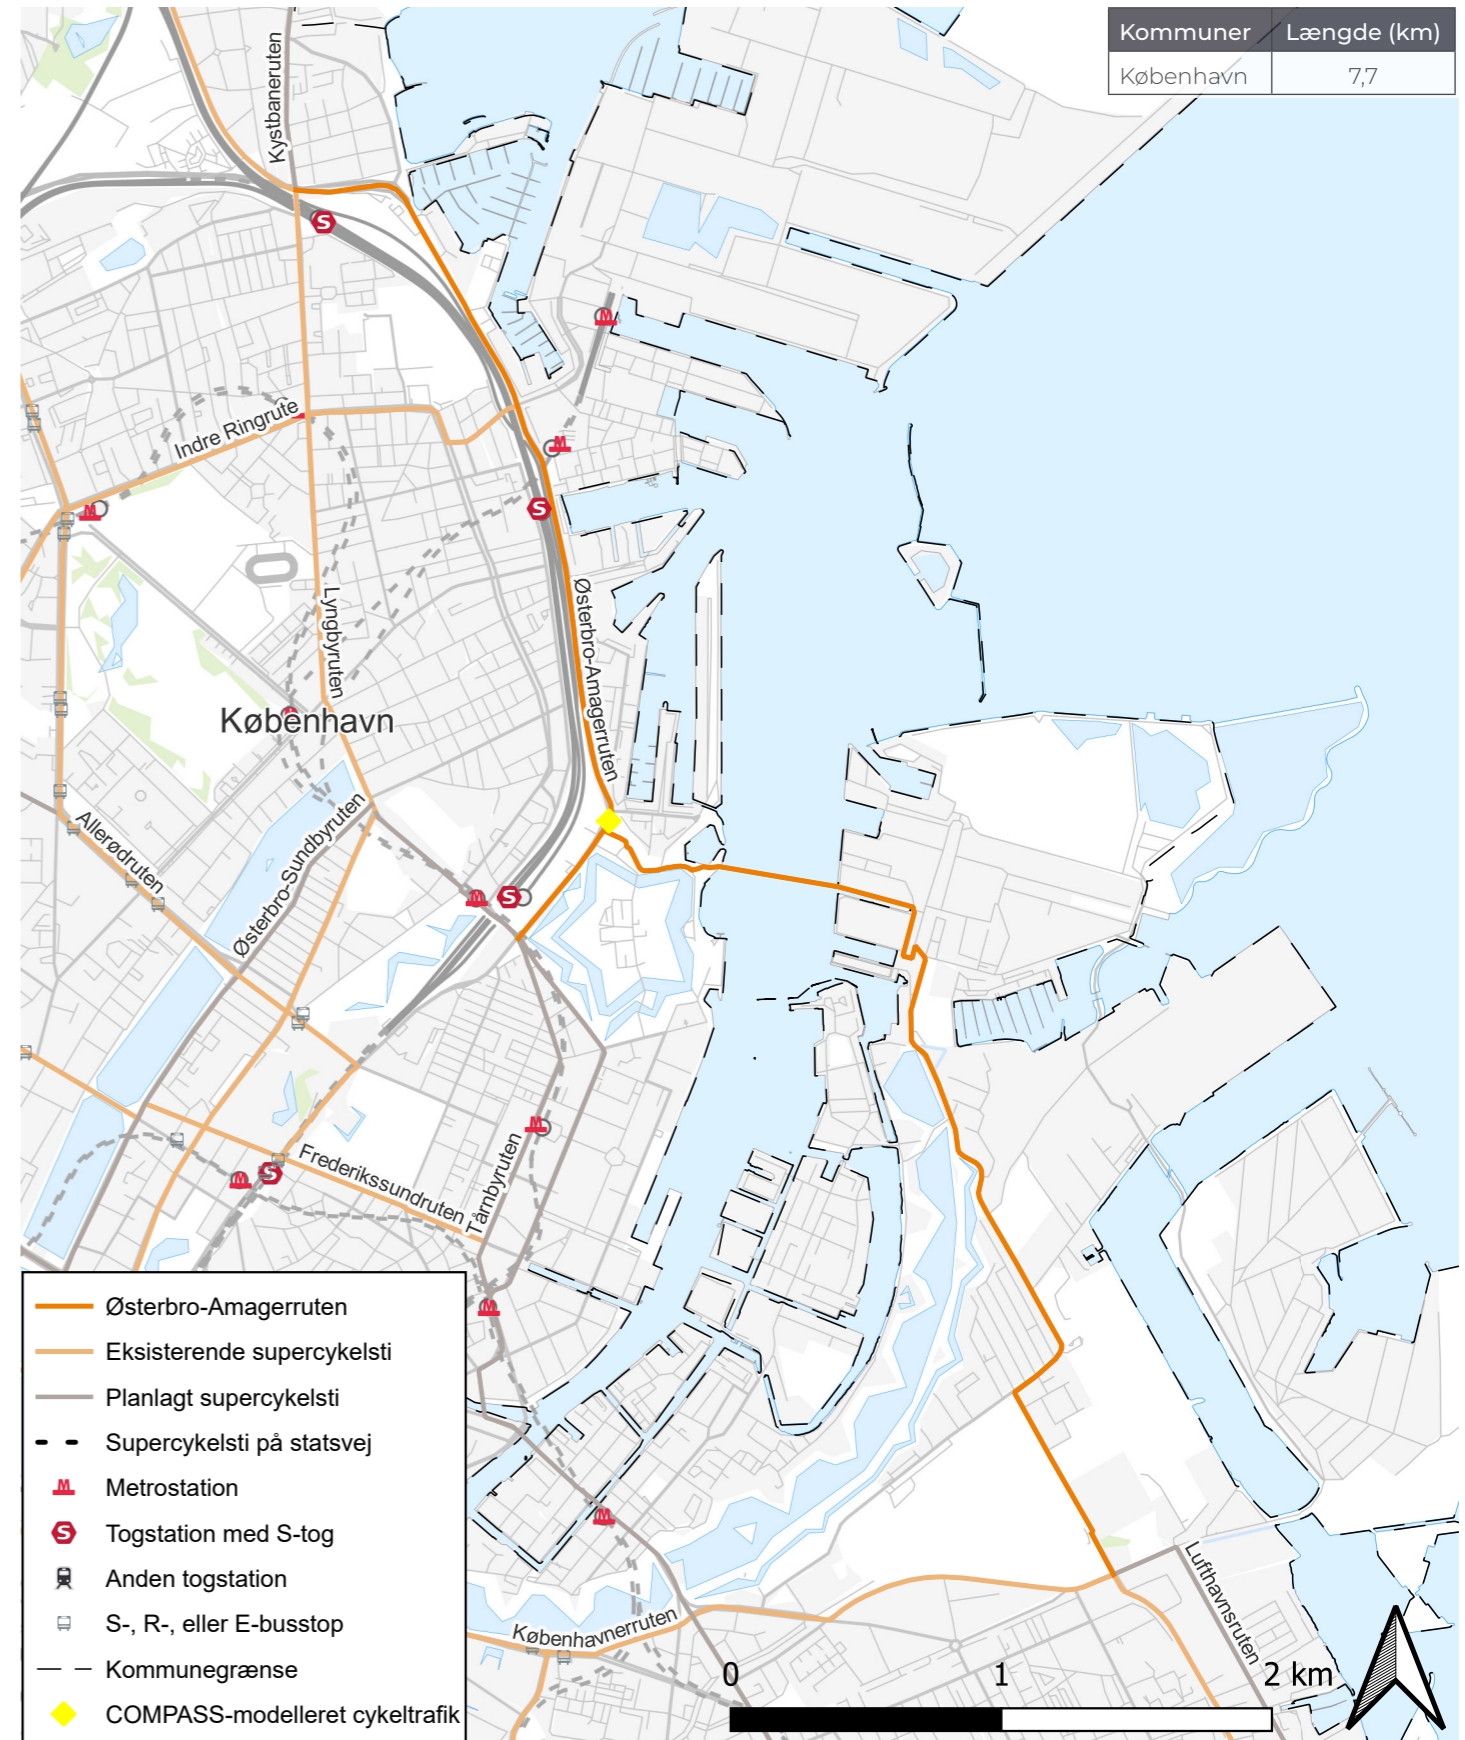 Kommuner Længde (km)
København 7,7
Kystbaneruten
S
M
Indre Ringrute
M
M
S
Østerbro-Amagerruten
Lyngbyruten
København
Allerødruten
Østerbro-Sundbyruten
M S
Tårnbyruten
M
Frederikssundruten
M S
M
M
Københavnerruten
Lufthavnsruten
Østerbro-Amagerruten
Eksisterende supercykelsti
Planlagt supercykelsti
Supercykelsti på statsvej
M Metrostation
S Togstation med S-tog
Anden togstation
S-, R-, eller E-busstop
Kommunegrænse
COMPASS-modelleret cykeltrafik
0 1 2 km